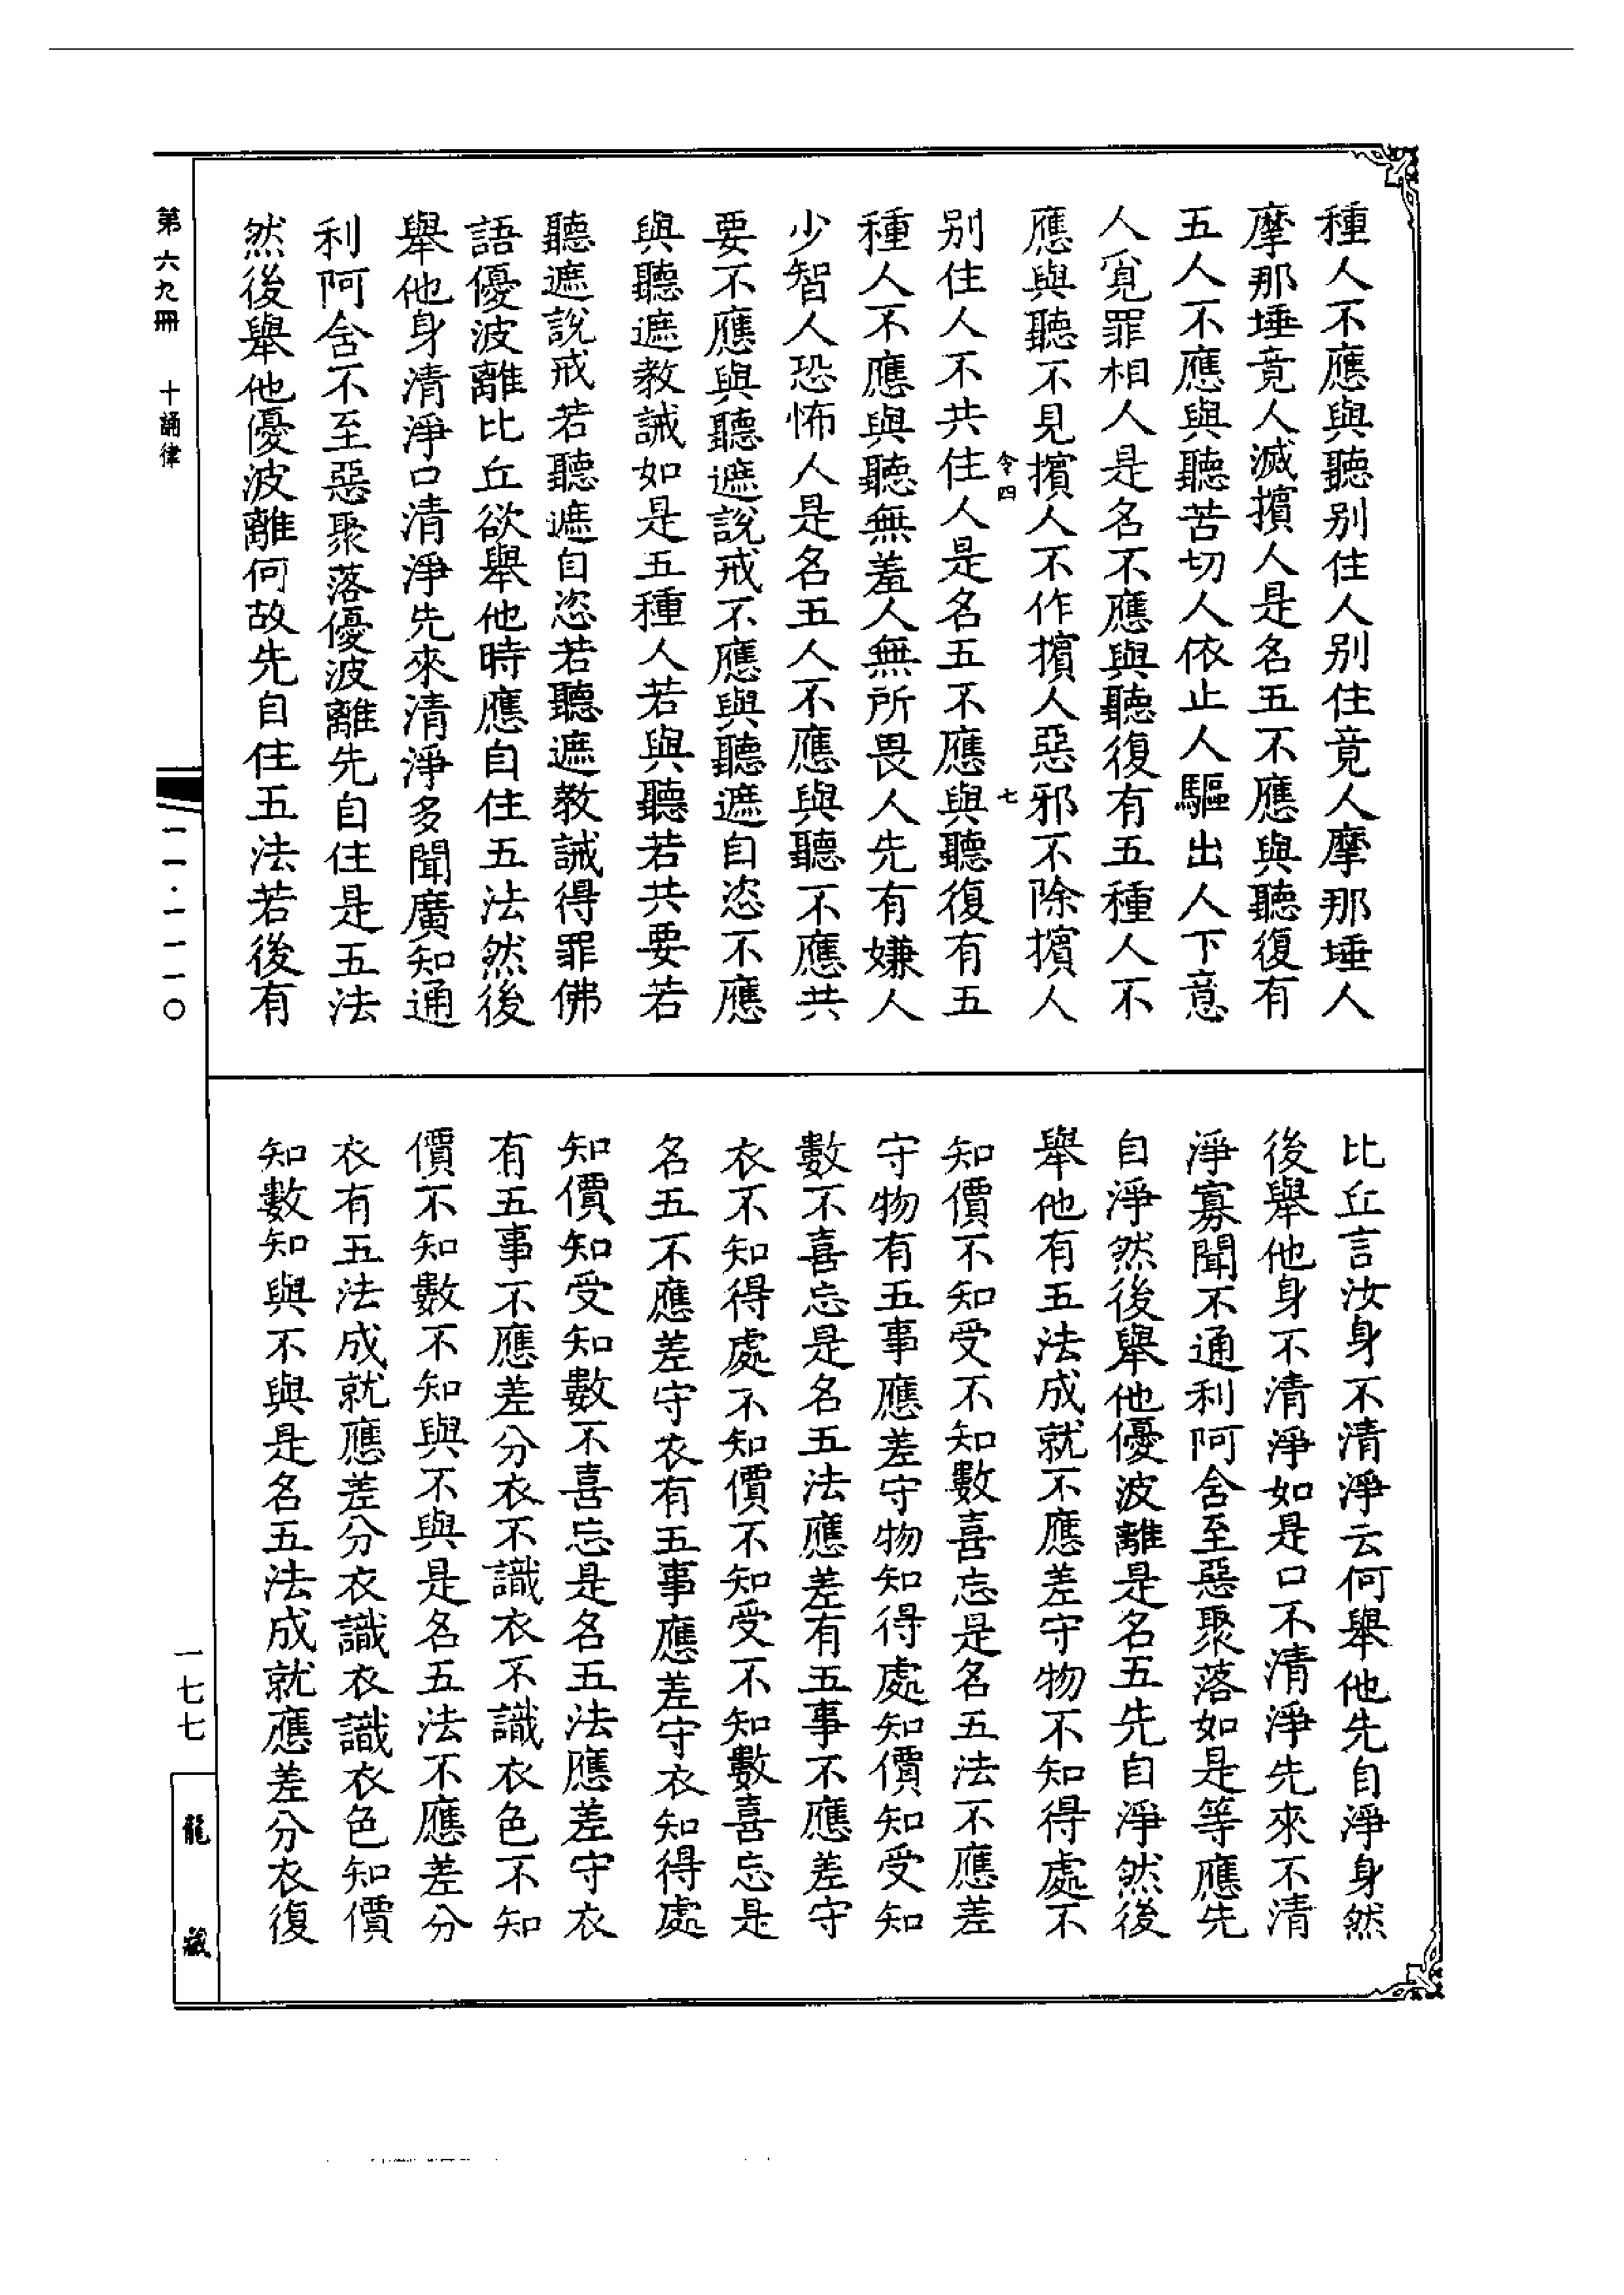 種人不應與聽别住人别住竟人摩那埵人
摩那埵竟人滅擯人是名五不應與聽復有
五人不應與聽苦切人依止人驅出人下意
人覓罪相人是名不應與聽復有五種人不
應與聽不見擯人不作擯人惡邪不除擯人
令四
七
别住人不共住人是名五不應與聽復有五
種人不應與聽無羞人無所畏人先有嫌人
少智人恐怖人是名五人不應與聽不應共
要不應與聽遮說戒不應與聽遮自恣不應
與聽遮教誡如是五種人若與聽若共要若
聽遮說戒若聽遮自恣若聽遮教誡得罪佛
語優波離比丘欲舉他時應自住五法然後
舉他身清淨口清淨先來清淨多聞廣知通
利阿含不至惡聚落優波離先自住是五法
然後舉他優波離何故先自住五法若後有
比丘言汝身不清淨云何舉他先自淨身然
後舉他身不清淨如是口不清淨先來不清
淨寡聞不通利阿含至惡聚落如是等應先
自淨然後舉他優波離是名五先自淨然後
舉他有五法成就不應差守物不知得處不
知價不知受不知數喜忘是名五法不應差
守物有五事應差守物知得處知價知受知
數不喜忘是名五法應差有五事不應差守
衣不知得處不知價不知受不知數喜忘是
名五不應差守衣有五事應差守衣知得處
知價知受知數不喜忘是名五法應差守衣
有五事不應差分衣不識衣不識衣色不知
價不知數不知與不與是名五法不應差分
衣有五法成就應差分衣識衣識衣色知價
知數知與不與是名五法成就應差分衣復
第六九冊 十誦律
一一·一一一〇
一七七
龍藏